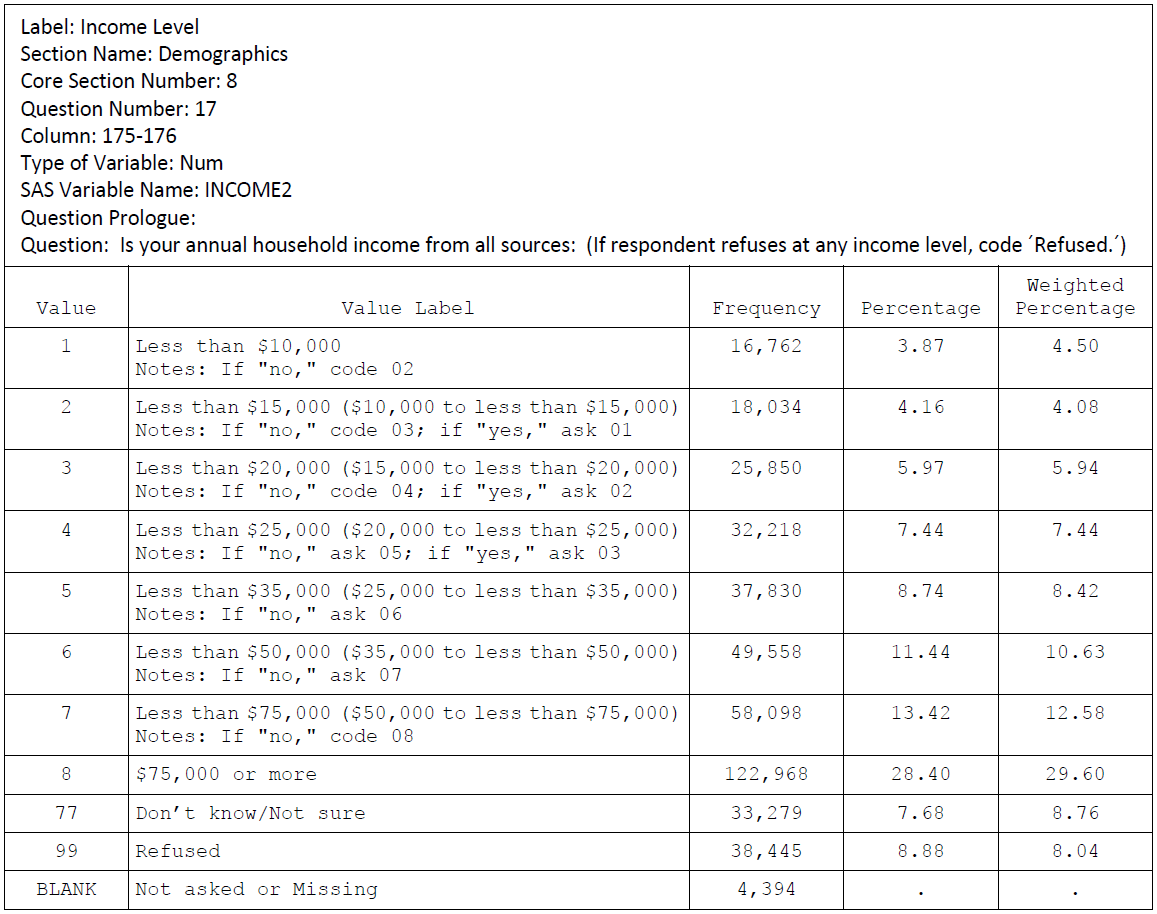 Label: Income Level
Section Name: Demographics
Core Section Number: 8
Question Number: 17
Column: 175-176
Type of Variable: Num
SAS Variable Name: INCOME2
Question Prologue:
Question:  Is your annual household income from all sources:  (If respondent refuses at any income level, code ´Refused.´)
Value Value Label Frequency Percentage Weighted Percentage
1 Less than $10,000 16,762 3.87 4.50
Notes: If "no," code 02
2 Less than $15,000 ($10,000 to less than $15,000) 18,034 4.16 4.08
Notes: If "no," code 03; if "yes," ask 01
3 Less than $20,000 ($15,000 to less than $20,000) 25,850 5.97 5.94
Notes: If "no," code 04; if "yes," ask 02
4 Less than $25,000 ($20,000 to less than $25,000) 32,218 7.44 7.44
Notes: If "no," ask 05; if "yes," ask 03
5 Less than $35,000 ($25,000 to less than $35,000) 37,830 8.74 8.42
Notes: If "no," ask 06
6 Less than $50,000 ($35,000 to less than $50,000) 49,558 11.44 10.63
Notes: If "no," ask 07
7 Less than $75,000 ($50,000 to less than $75,000) 58,098 13.42 12.58
Notes: If "no," code 08
8 $75,000 or more 122,968 28.40 29.60
77 Don’t know/Not sure 33,279 7.68 8.76
99 Refused 38,445 8.88 8.04
BLANK Not asked or Missing 4,394 . .